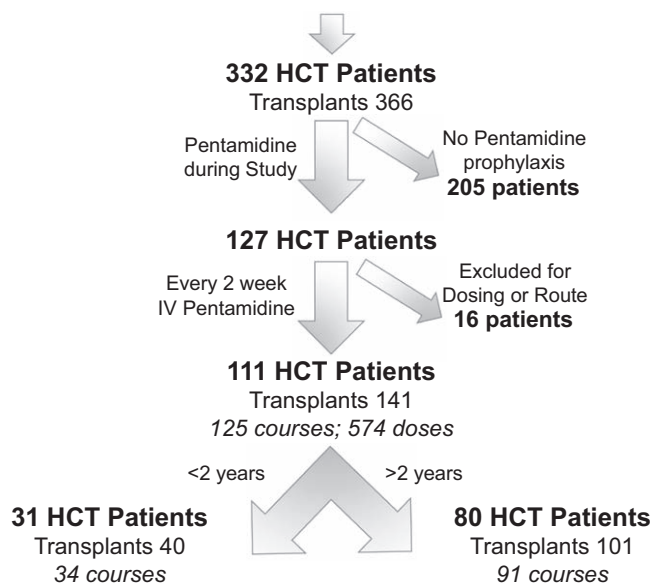 332 HCT Patients
Transplants 366
Pentamidine
during Study
No Pentamidine
prophylaxis
205 patients
127 HCT Patients
Every 2 week
IV Pentamidine
Excluded for
Dosing or Route
16 patients
111 HCT Patients
Transplants 141
125 courses; 574 doses
<2 years
>2 years
31 HCT Patients
Transplants 40
34 courses
80 HCT Patients
Transplants 101
91 courses